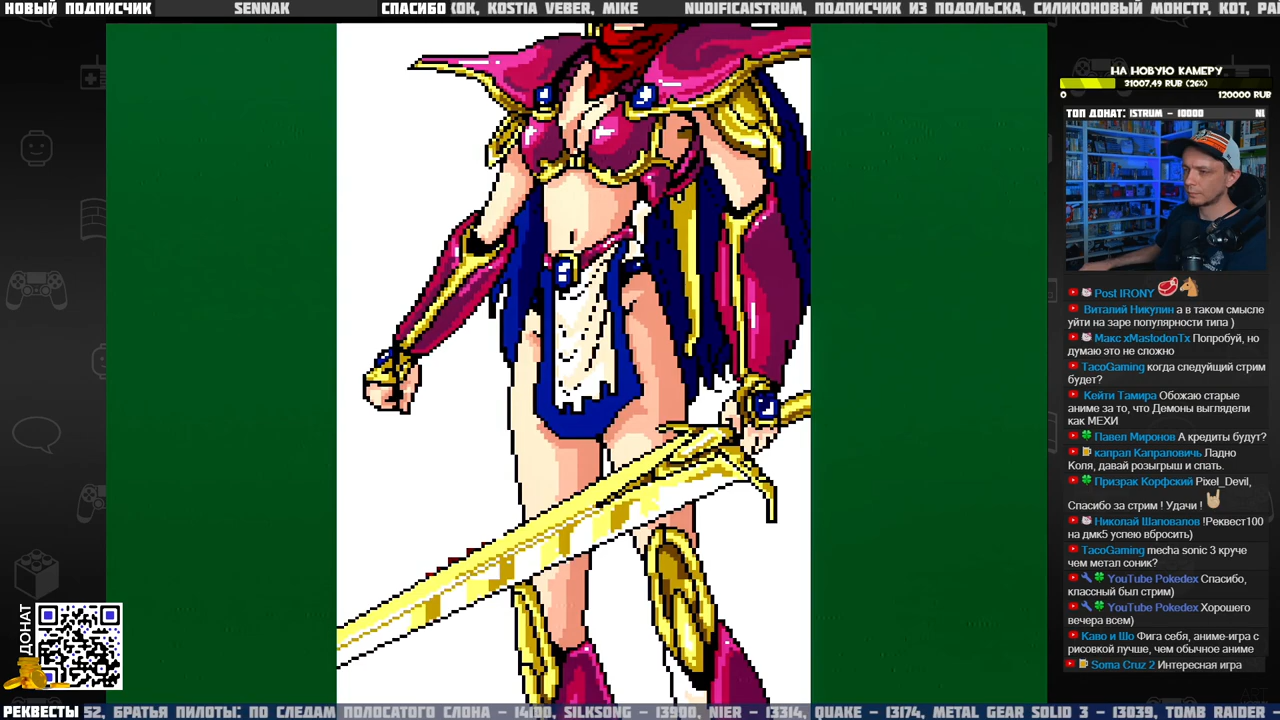 НОВЫЙ ПОДПИСЧИК
SENNAK
СПАСИБО
КОК, KOSTIA VEBER, MIKE
NUDIFICAISTRUM, ПОДПИСЧИК ИЗ ПОДОЛЬСКА, СИЛИКОНОВЫЙ МОНСТР, КОТ, РА
НА НОВУЮ КАМЕРУ
31007,49 RUB (26%)
0
120000 RUB
ТОП ДОНАТ: ISTRUM - 10000
N
Post IRONY
Виталий Никулин а в таком смысле
уйти на заре популярности типа )
Макс xMastodonTx Попробуй, но
думаю это не сложно
TacoGaming когда следуйщий стрим
будет?
Кейти Тамира Обожаю старые
аниме за то, что Демоны выглядели
как МЕХИ
Павел Миронов А кредиты будут?
капрал Капраловичь Ладно
Коля, давай розыгрыш и спать.
Призрак Корфский Pixel_Devil,
Спасибо за стрим ! Удачи !
Николай Шаповалов !Реквест100
на дмк5 успею вбросить)
TacoGaming mecha sonic 3 круче
чем метал соник?
YouTube Pokedex Спасибо,
классный был стрим)
YouTube Pokedex Хорошего
вечера всем)
Каво и Шо Фига себя, аниме-игра с
рисовкой лучше, чем обычное аниме
Soma Cruz 2 Интересная игра
ДОНАТ
РЕКВЕСТЫ
52, БРАТЬЯ ПИЛОТЫ: ПО СЛЕДАМ ПОЛОСАТОГО СЛОНА - 14100, SILKSONG - 13900, NIER - 13314, QUAKE - 13174, METAL GEAR SOLID 3 - 13039, TOMB RAIDER -